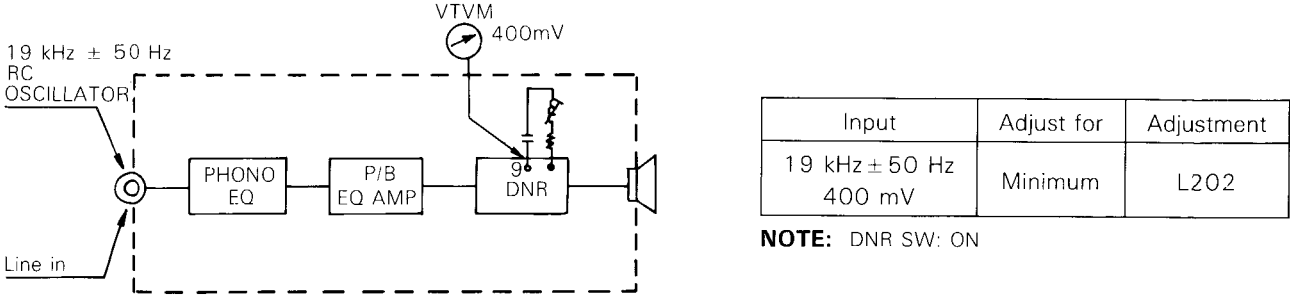 VTVM
400mV
19 kHz ± 50 Hz
RC
OSCILLATOR
PHONO
EQ
P/B
EQ AMP
9
DNR
Line in
Input Adjust for Adjustment
19 kHz ± 50 Hz
400 mV
Minimum
L202
NOTE: DNR SW: ON